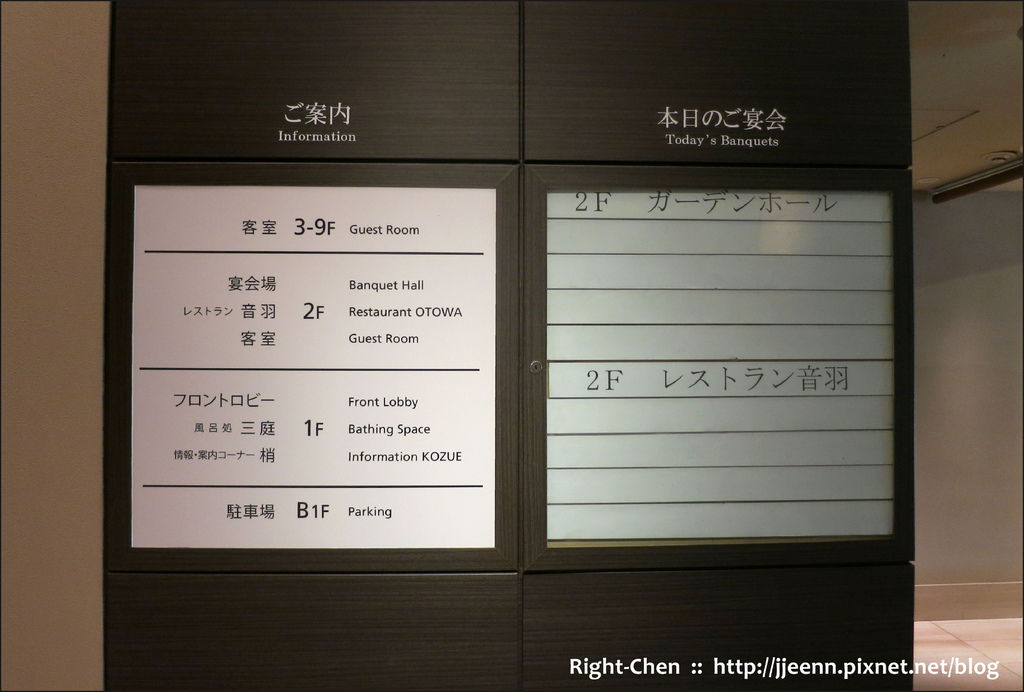 ご案内
Information
客室 3-9F Guest Room
宴会場 Banquet Hall
レストラン 音羽 2F Restaurant OTOWA
客室 Guest Room
フロントロビー Front Lobby
風呂処 三庭 1F Bathing Space
情報・案内コーナー 梢 Information KOZUE
駐車場 B1F Parking
本日のご宴会
Today's Banquets
2F ガーデンホール
2F レストラン音羽
Right-Chen :: http://jjeenn.pixnet.net/blog